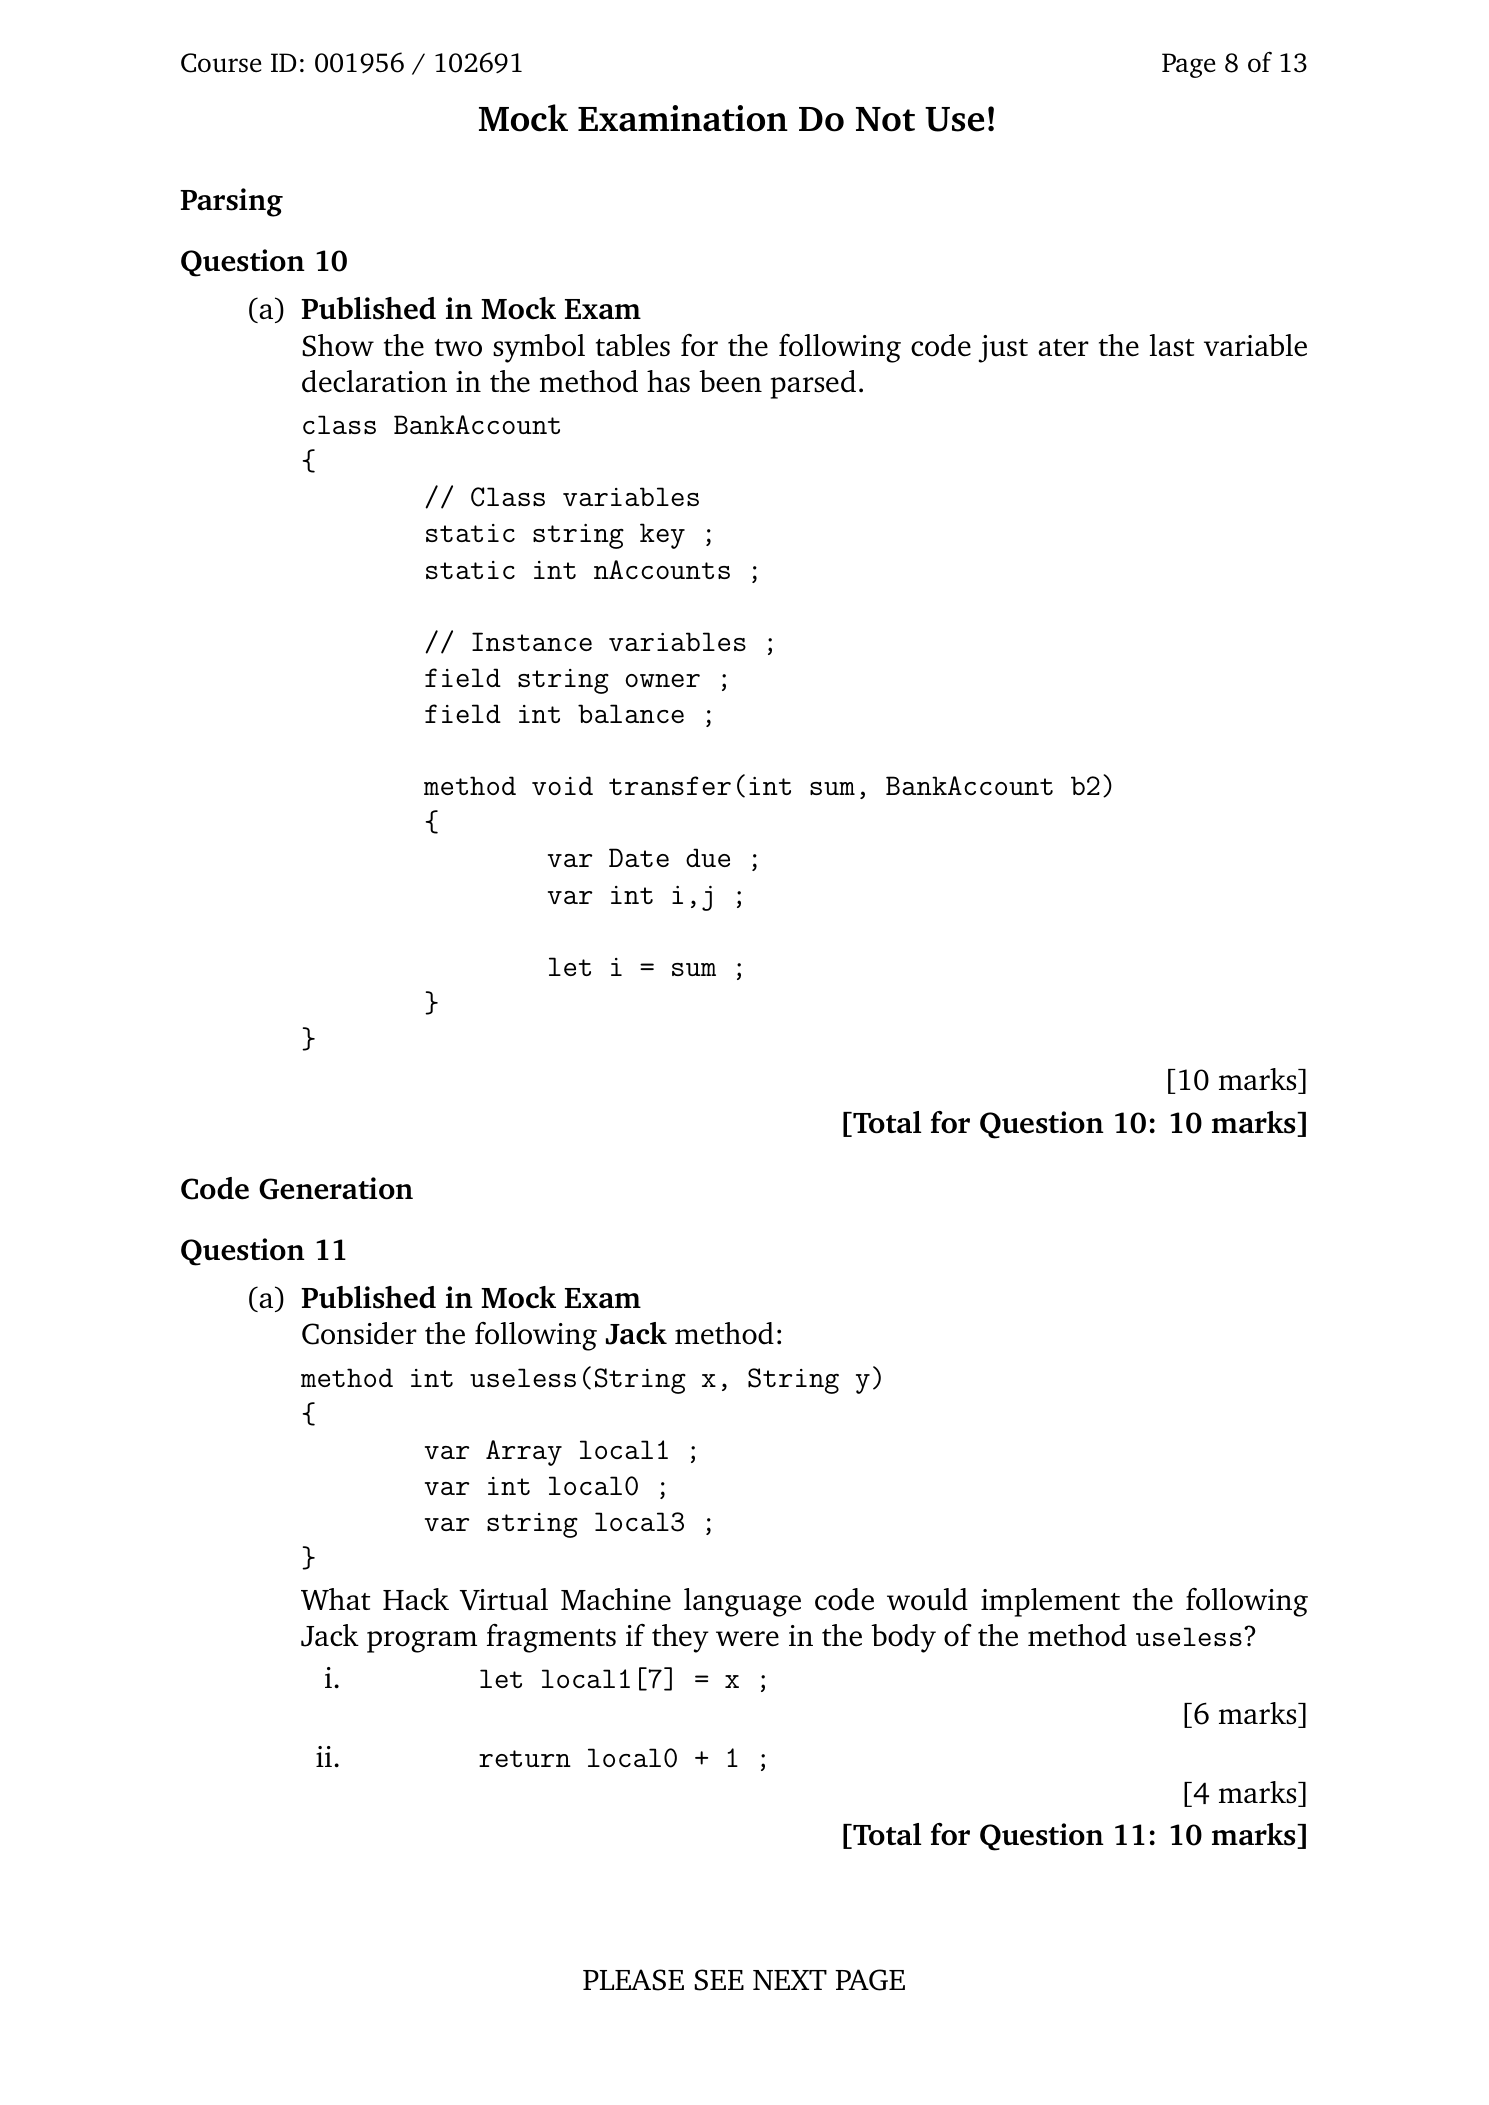 Course ID: 001956 / 102691
Page 8 of 13
Mock Examination Do Not Use!
Parsing
Question 10
(a) Published in Mock Exam
Show the two symbol tables for the following code just ater the last variable
declaration in the method has been parsed.
class BankAccount
{
// Class variables
static string key ;
static int nAccounts ;
// Instance variables ;
field string owner ;
field int balance ;
method void transfer(int sum, BankAccount b2)
{
var Date due ;
var int i,j ;
let i = sum ;
}
}
[10 marks]
[Total for Question 10: 10 marks]
Code Generation
Question 11
(a) Published in Mock Exam
Consider the following Jack method:
method int useless(String x, String y)
{
var Array local1 ;
var int local0 ;
var string local3 ;
}
What Hack Virtual Machine language code would implement the following
Jack program fragments if they were in the body of the method useless?
i. let local1[7] = x ;
[6 marks]
ii. return local0 + 1 ;
[4 marks]
[Total for Question 11: 10 marks]
PLEASE SEE NEXT PAGE